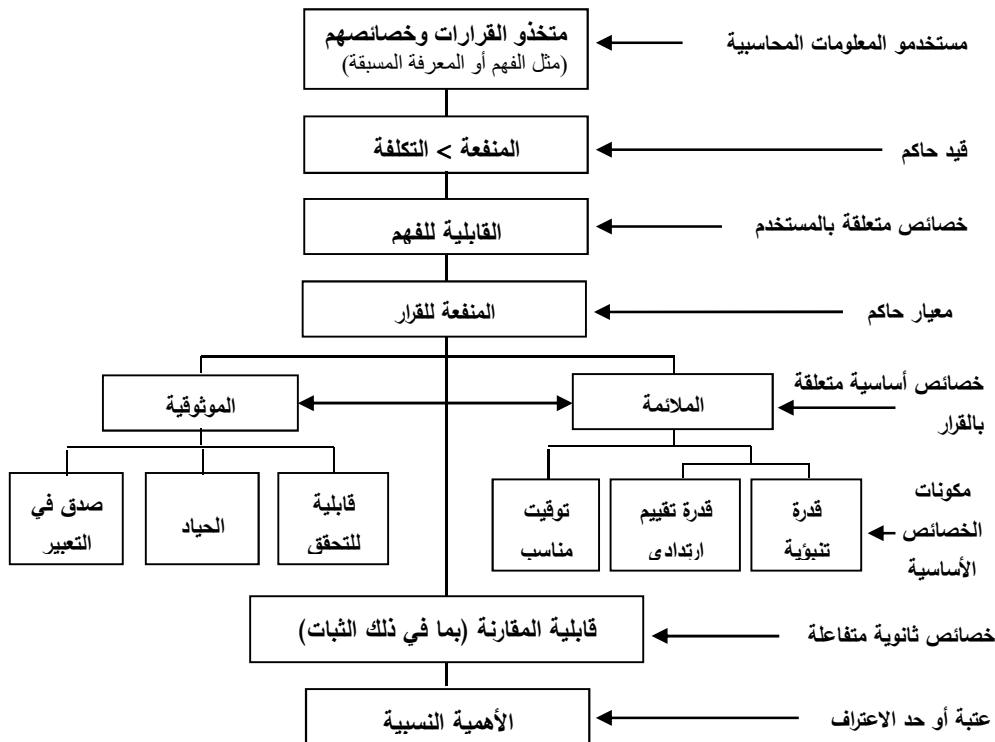 متخذو القرارات وخصائصهم
(مثل الفهم أو المعرفة المسبقة)
مستخدمو المعلومات المحاسبية
المنفعة > التكلفة
قيد حاكم
القابلية للفهم
خصائص متعلقة بالمستخدم
المنفعة للقرار
معيار حاكم
خصائص أساسية متعلقة
بالقرار
الملائمة
الموثوقية
مكونات
الخصائص
الأساسية
قدرة
تنبؤية
قدرة تقييم
ارتدادى
توقيت
مناسب
قابلية
للتحقق
الحياد
صدق في
التعبير
قابلية المقارنة (بما في ذلك الثبات)
خصائص ثانوية متفاعلة
الأهمية النسبية
عتبة أو حد الاعتراف